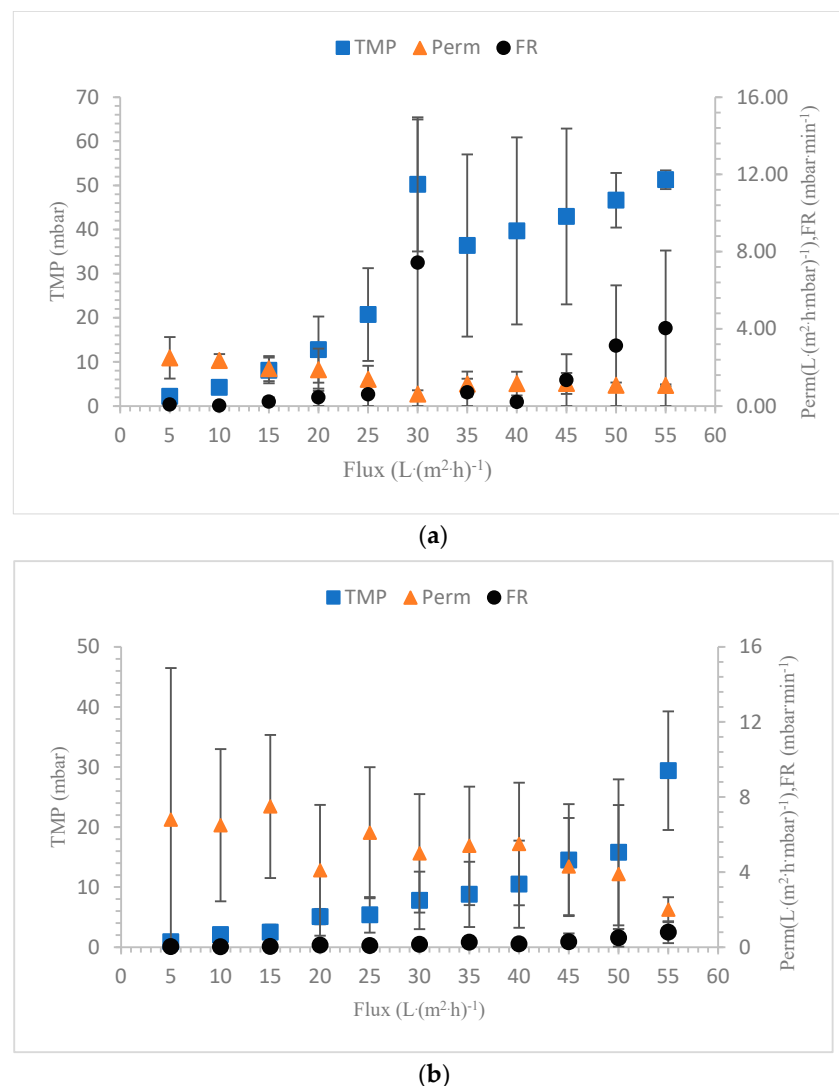 TMP Perm FR
70 16.00
60
50 12.00
40
8.00
30
20 4.00
10
0 0.00
0 5 10 15 20 25 30 35 40 45 50 55 60
TMP (mbar)
Perm(L·(m²·h·mbar)⁻¹),FR (mbar·min⁻¹)
Flux (L·(m²·h)⁻¹)
(a)
TMP Perm FR
50 16
40 12
30
8
20
4
10
0 0
0 5 10 15 20 25 30 35 40 45 50 55 60
TMP (mbar)
Perm(L·(m²·h·mbar)⁻¹),FR (mbar·min⁻¹)
Flux (L·(m²·h)⁻¹)
(b)